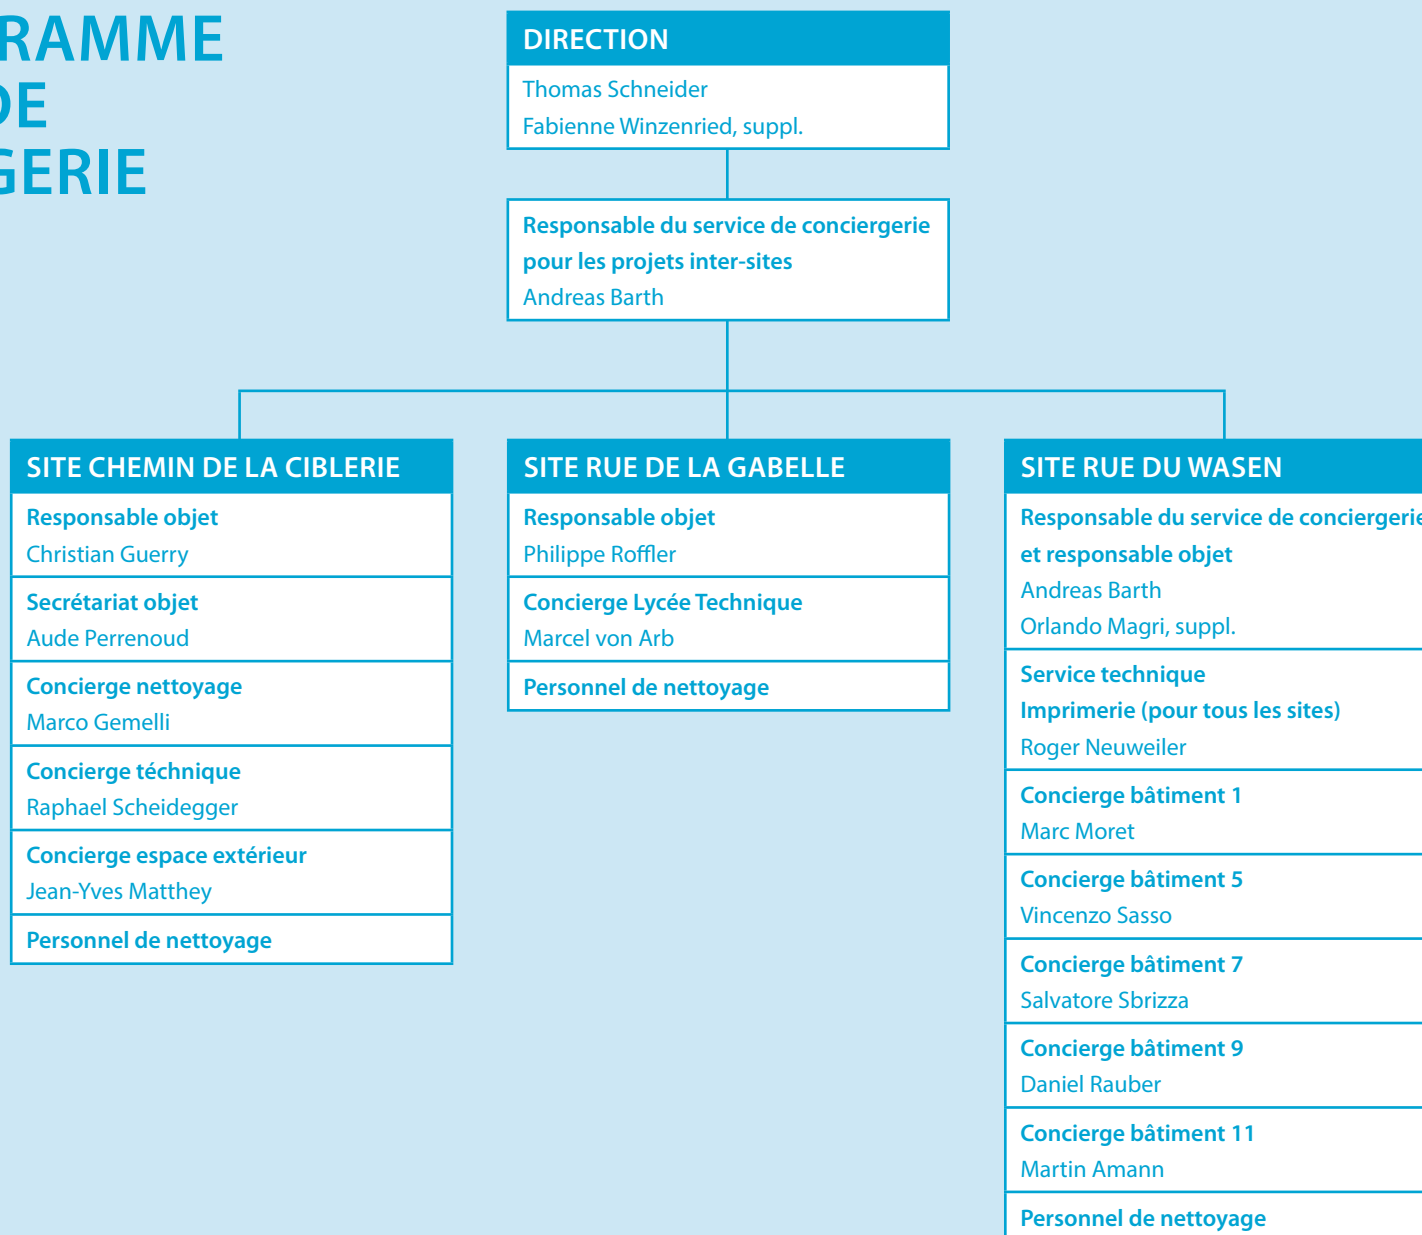 RAMME
DE
GERIE
DIRECTION
Thomas Schneider
Fabienne Winzenried, suppl.
Responsable du service de conciergerie
pour les projets inter-sites
Andreas Barth
SITE CHEMIN DE LA CIBLERIE
Responsable objet
Christian Guerry
Secrétariat objet
Aude Perrenoud
Concierge nettoyage
Marco Gemelli
Concierge téchnique
Raphael Scheidegger
Concierge espace extérieur
Jean-Yves Matthey
Personnel de nettoyage
SITE RUE DE LA GABELLE
Responsable objet
Philippe Roffler
Concierge Lycée Technique
Marcel von Arb
Personnel de nettoyage
SITE RUE DU WASEN
Responsable du service de conciergerie
et responsable objet
Andreas Barth
Orlando Magri, suppl.
Service technique
Imprimerie (pour tous les sites)
Roger Neuweiler
Concierge bâtiment 1
Marc Moret
Concierge bâtiment 5
Vincenzo Sasso
Concierge bâtiment 7
Salvatore Sbrizza
Concierge bâtiment 9
Daniel Rauber
Concierge bâtiment 11
Martin Amann
Personnel de nettoyage